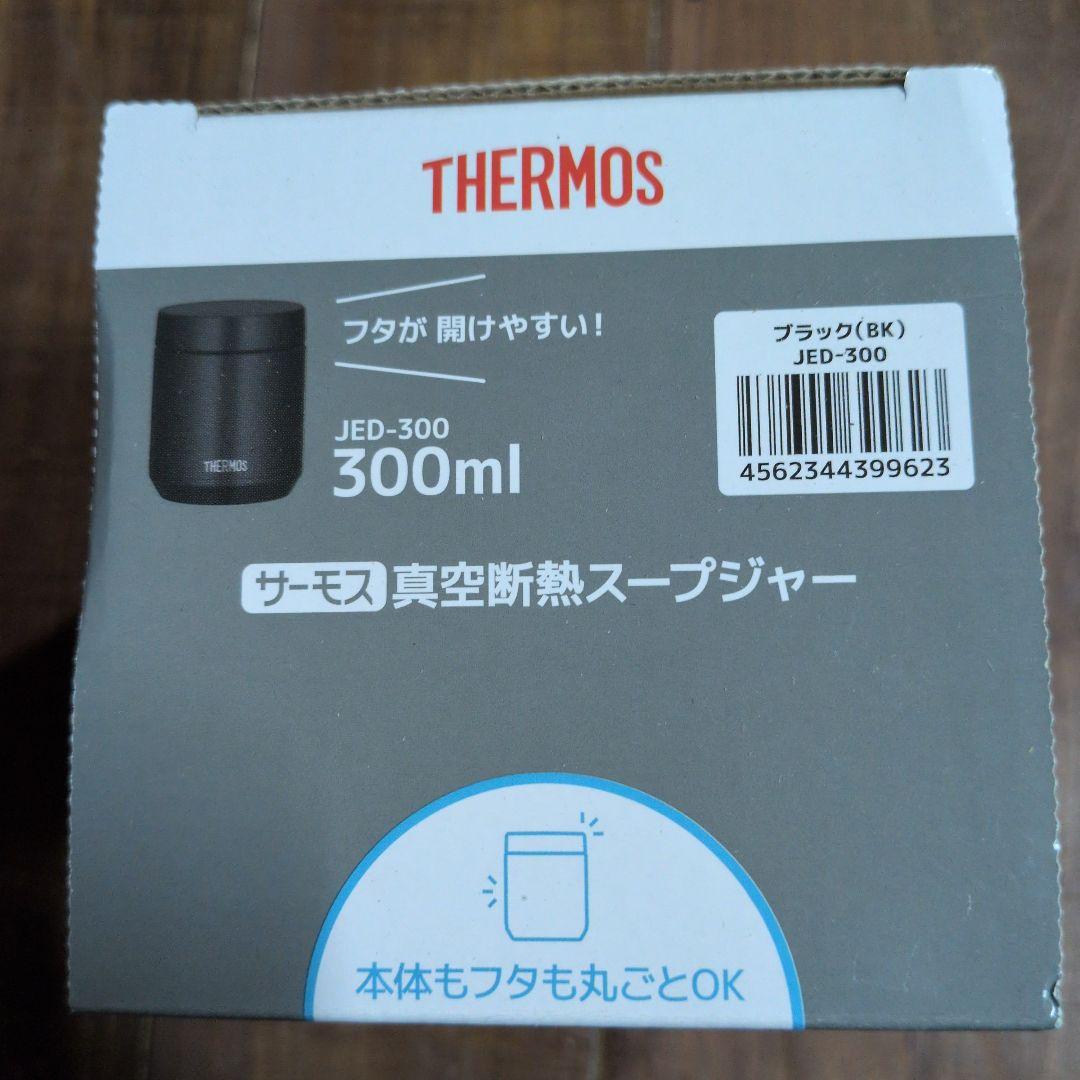 THERMOS
フタが 開けやすい!
ブラック(BK)
JED-300
4562344399623
JED-300
300ml
THERMOS
サーモス 真空断熱スープジャー
本体もフタも丸ごとOK